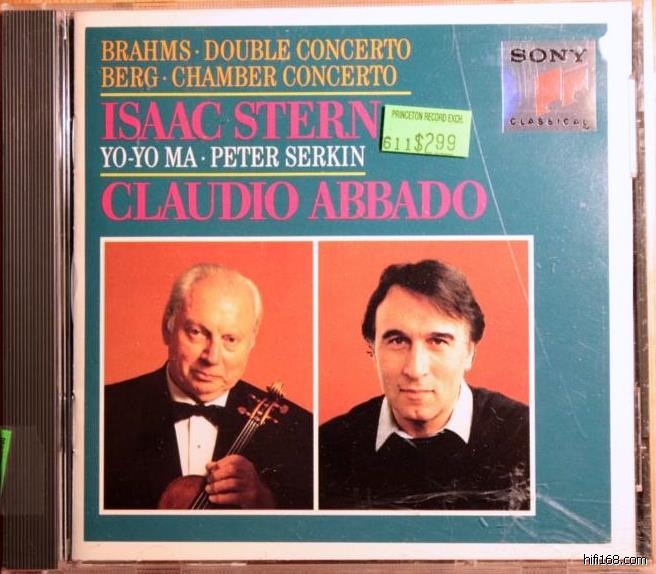 BRAHMS · DOUBLE CONCERTO
BERG · CHAMBER CONCERTO
ISAAC STERN
YO-YO MA · PETER SERKIN
CLAUDIO ABBADO
SONY
CLASSICAL
PRINCETON RECORD EXCH.
611$2.99
hifi168.com